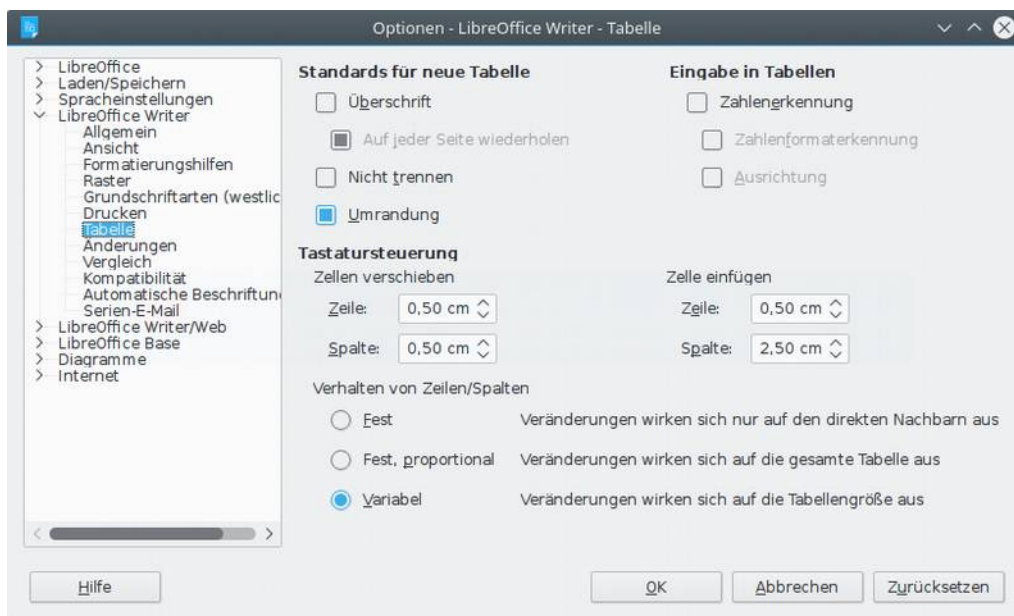 Optionen - LibreOffice Writer - Tabelle
LibreOffice
Laden/Speichern
Spracheinstellungen
LibreOffice Writer
Allgemein
Ansicht
Formatierungshilfen
Raster
Grundschriftarten (westlic
Drucken
Tabelle
Änderungen
Vergleich
Kompatibilität
Automatische Beschriftun
Serien-E-Mail
LibreOffice Writer/Web
LibreOffice Base
Diagramme
Internet
Standards für neue Tabelle
Überschrift
Auf jeder Seite wiederholen
Nicht trennen
Umrandung
Eingabe in Tabellen
Zahlenerkennung
Zahlenformaterkennung
Ausrichtung
Tastatursteuerung
Zellen verschieben
Zeile: 0,50 cm
Spalte: 0,50 cm
Zelle einfügen
Zeile: 0,50 cm
Spalte: 2,50 cm
Verhalten von Zeilen/Spalten
Fest Veränderungen wirken sich nur auf den direkten Nachbarn aus
Fest, proportional Veränderungen wirken sich auf die gesamte Tabelle aus
Variabel Veränderungen wirken sich auf die Tabellengröße aus
Hilfe OK Abbrechen Zurücksetzen